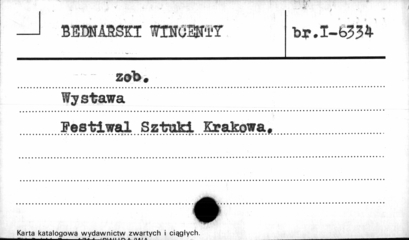 BEDNARSKI WINCENTY
br.I-6334
zob.
Wystawa
Festiwal Sztuki Krakowa.
Karta katalogowa wydawnictw zwartych i ciągłych.